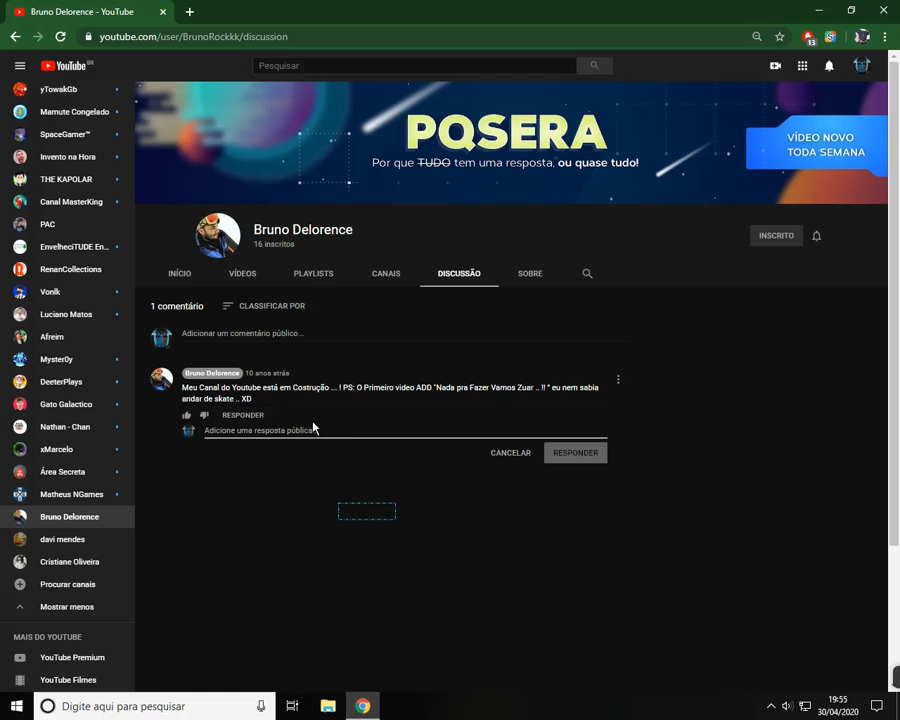 Bruno Delorence - YouTube
youtube.com/user/BrunoRockkk/discussion
13
YouTube BR
Pesquisar
yTowakGb
Mamute Congelado
SpaceGamer™
Invento na Hora
THE KAPOLAR
Canal MasterKing
PAC
EnvelheciTUDE En...
RenanCollections
Vonlk
Luciano Matos
Afreim
Myster0y
DeeterPlays
Gato Galactico
Nathan - Chan
xMarcelo
Área Secreta
Matheus NGames
Bruno Delorence
davi mendes
Cristiane Oliveira
Procurar canais
Mostrar menos
MAIS DO YOUTUBE
YouTube Premium
YouTube Filmes
PQSERA
Por que TUDO tem uma resposta, ou quase tudo!
VÍDEO NOVO
TODA SEMANA
Bruno Delorence
16 inscritos
INSCRITO
INÍCIO VÍDEOS PLAYLISTS CANAIS DISCUSSÃO SOBRE
1 comentário CLASSIFICAR POR
Adicionar um comentário público...
Bruno Delorence 10 anos atrás
Meu Canal do Youtube está em Costrução ... ! PS: O Primeiro video ADD "Nada pra Fazer Vamos Zuar .. !! " eu nem sabia
andar de skate .. XD
RESPONDER
Adicione uma resposta pública
CANCELAR RESPONDER
Digite aqui para pesquisar
19:55
30/04/2020